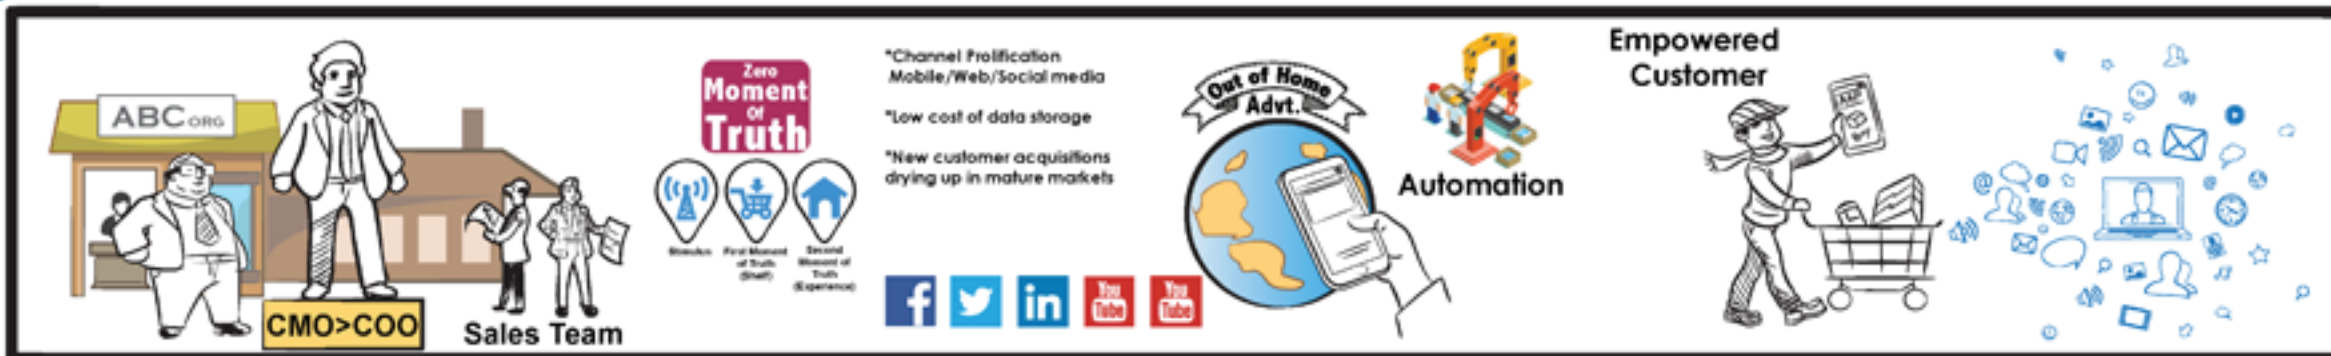 ABC ORG
CMO>COO
Sales Team
Zero
Moment
Of
Truth
Stimulus
First Moment
of Truth
(Shelf)
Second
Moment of
Truth
(Experience)
*Channel Prolification
Mobile/Web/Social media
*Low cost of data storage
*New customer acquisitions
drying up in mature markets
f
in
You
Tube
You
Tube
Out of Home
Advt.
Automation
Empowered
Customer